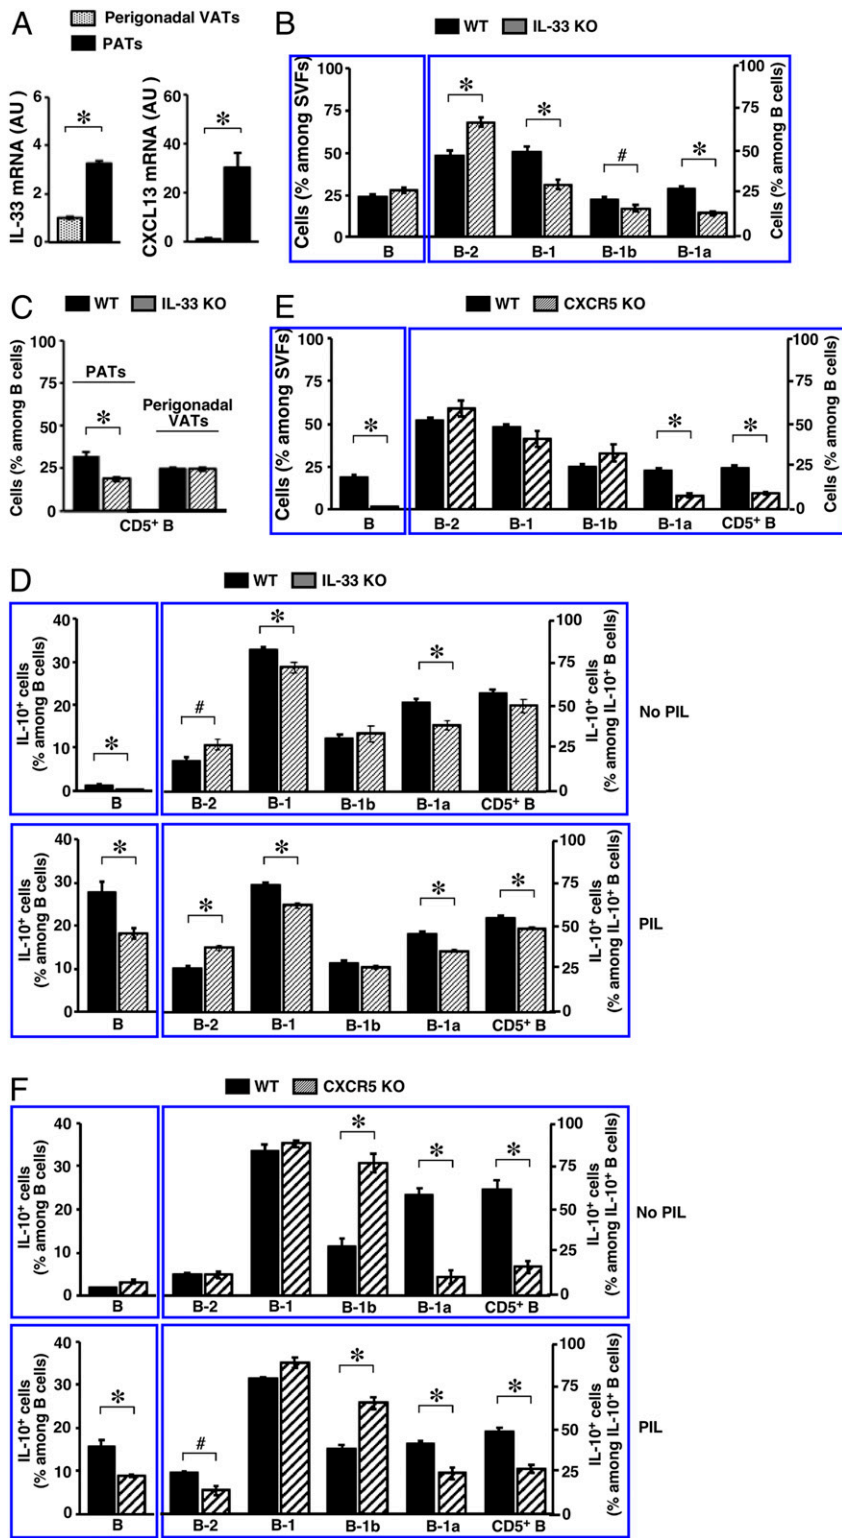 A
Perigonadal VATs
PATs
IL-33 mRNA (AU)
6
4
2
0
*
CXCL13 mRNA (AU)
60
40
20
0
*
B
WT IL-33 KO
Cells (% among SVFs)
100
75
50
25
0
* * # *
B B-2 B-1 B-1b B-1a
100
75
50
25
0
Cells (% among B cells)
C
WT IL-33 KO
Cells (% among B cells)
100
75
50
25
0
PATs
*
Perigonadal
VATs
CD5+ B
E
WT CXCR5 KO
Cells (% among SVFs)
100
75
50
25
0
* * *
B B-2 B-1 B-1b B-1a CD5+ B
100
75
50
25
0
Cells (% among B cells)
D
WT IL-33 KO
IL-10+ cells
(% among B cells)
40
30
20
10
0
* # * *
B B-2 B-1 B-1b B-1a CD5+ B
100
75
50
25
0
IL-10+ cells
(% among IL-10+ B cells)
No PIL
IL-10+ cells
(% among B cells)
40
30
20
10
0
* * * * *
B B-2 B-1 B-1b B-1a CD5+ B
100
75
50
25
0
IL-10+ cells
(% among IL-10+ B cells)
PIL
F
WT CXCR5 KO
IL-10+ cells
(% among B cells)
40
30
20
10
0
* * *
B B-2 B-1 B-1b B-1a CD5+ B
100
75
50
25
0
IL-10+ cells
(% among IL-10+ B cells)
No PIL
IL-10+ cells
(% among B cells)
40
30
20
10
0
* # * * *
B B-2 B-1 B-1b B-1a CD5+ B
100
75
50
25
0
IL-10+ cells
(% among IL-10+ B cells)
PIL